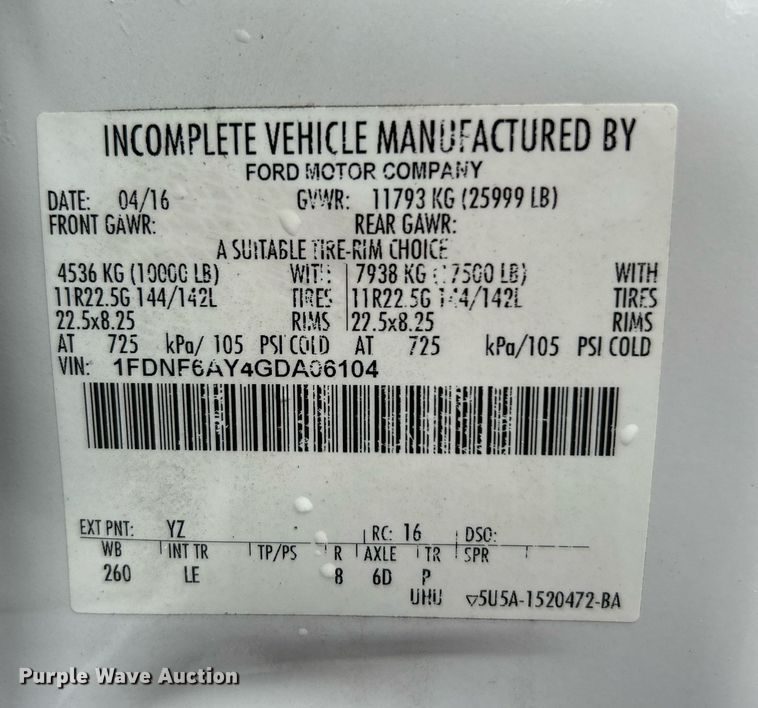 INCOMPLETE VEHICLE MANUFACTURED BY
FORD MOTOR COMPANY
DATE: 04/16 GVWR: 11793 KG (25999 LB)
FRONT GAWR: REAR GAWR:
A SUITABLE TIRE-RIM CHOICE
4536 KG (10000 LB) WITH 7938 KG (17500 LB) WITH
11R22.5G 144/142L TIRES 11R22.5G 144/142L TIRES
22.5x8.25 RIMS 22.5x8.25 RIMS
AT 725 kPa/ 105 PSI COLD AT 725 kPa/105 PSI COLD
VIN: 1FDNF6AY4GDA06104
EXT PNT: YZ RC: 16 DSO:
WB INT TR TP/PS R AXLE TR SPR
260 LE 8 6D P
UHU ▽5U5A-1520472-BA
Purple Wave Auction